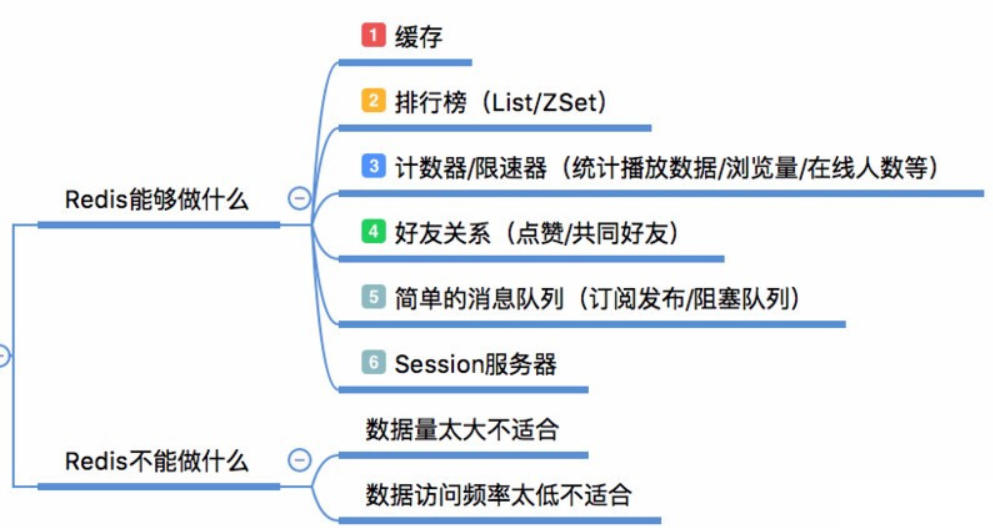 Redis能够做什么
1 缓存
2 排行榜（List/ZSet）
3 计数器/限速器（统计播放数据/浏览量/在线人数等）
4 好友关系（点赞/共同好友）
5 简单的消息队列（订阅发布/阻塞队列）
6 Session服务器
Redis不能做什么
数据量太大不适合
数据访问频率太低不适合